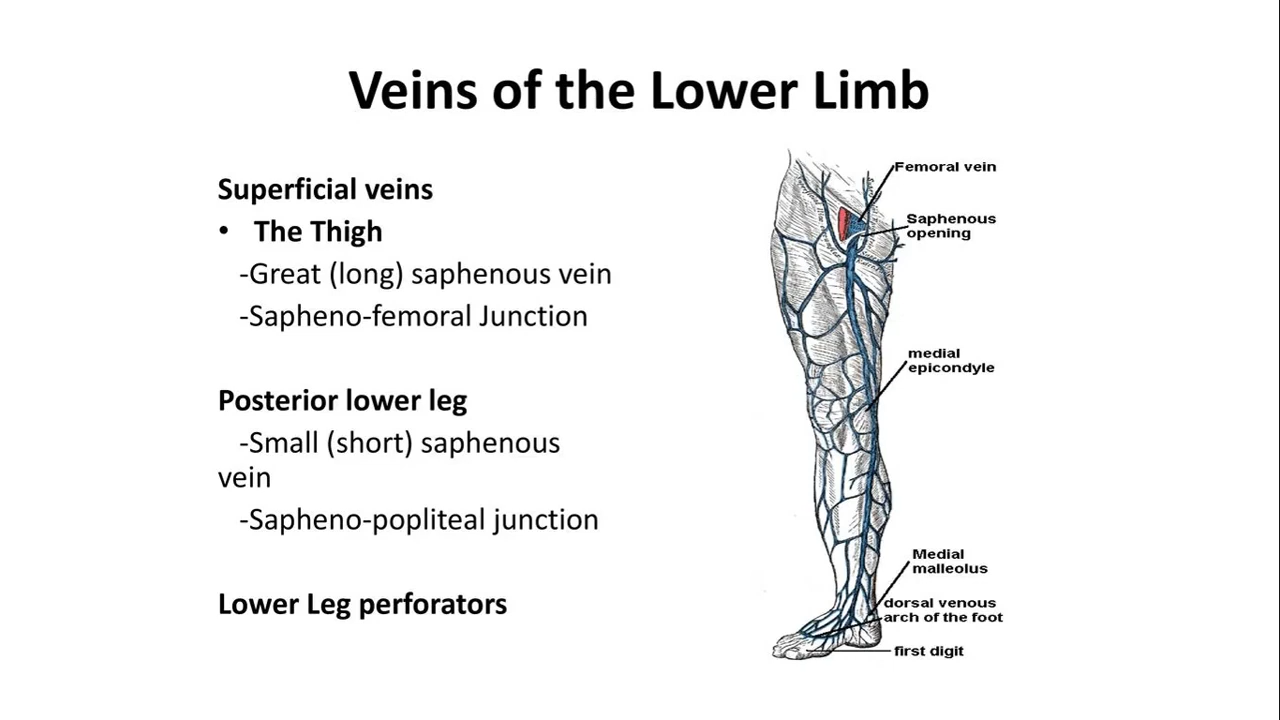 Veins of the Lower Limb
Superficial veins
• The Thigh
-Great (long) saphenous vein
-Sapheno-femoral Junction
Posterior lower leg
-Small (short) saphenous
vein
-Sapheno-popliteal junction
Lower Leg perforators
Femoral vein
Saphenous
opening
medial
epicondyle
Medial
malleolus
dorsal venous
arch of the foot
first digit